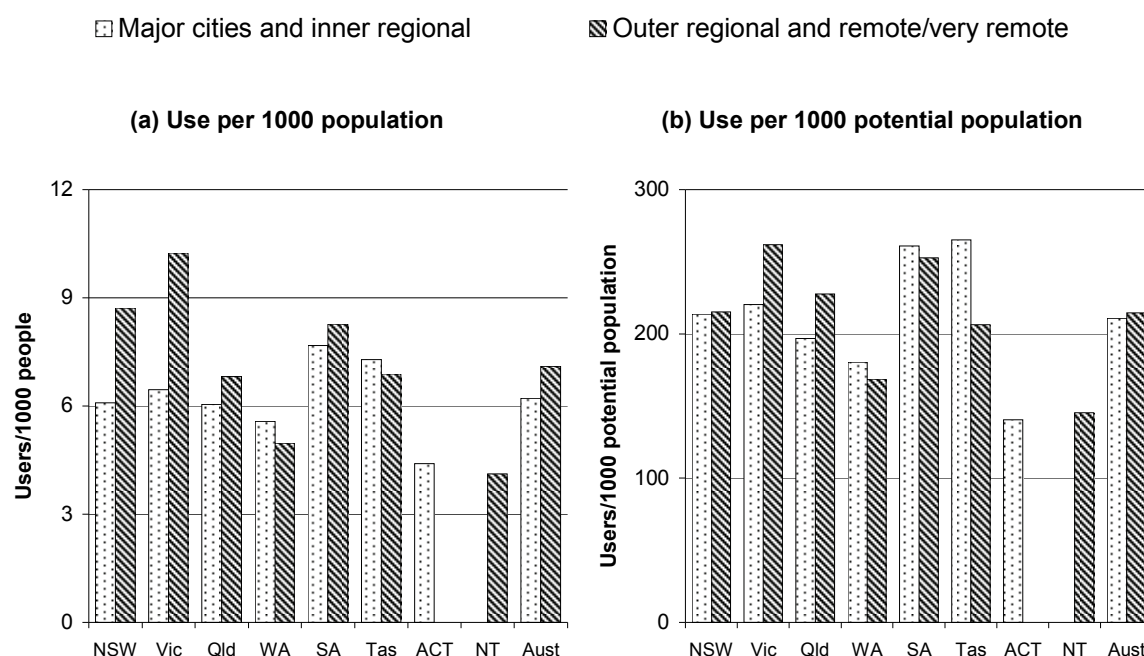 Major cities and inner regional
Outer regional and remote/very remote
(a) Use per 1000 population
Users/1000 people
12
9
6
3
0
NSW Vic Qld WA SA Tas ACT NT Aust
(b) Use per 1000 potential population
Users/1000 potential population
300
200
100
0
NSW Vic Qld WA SA Tas ACT NT Aust